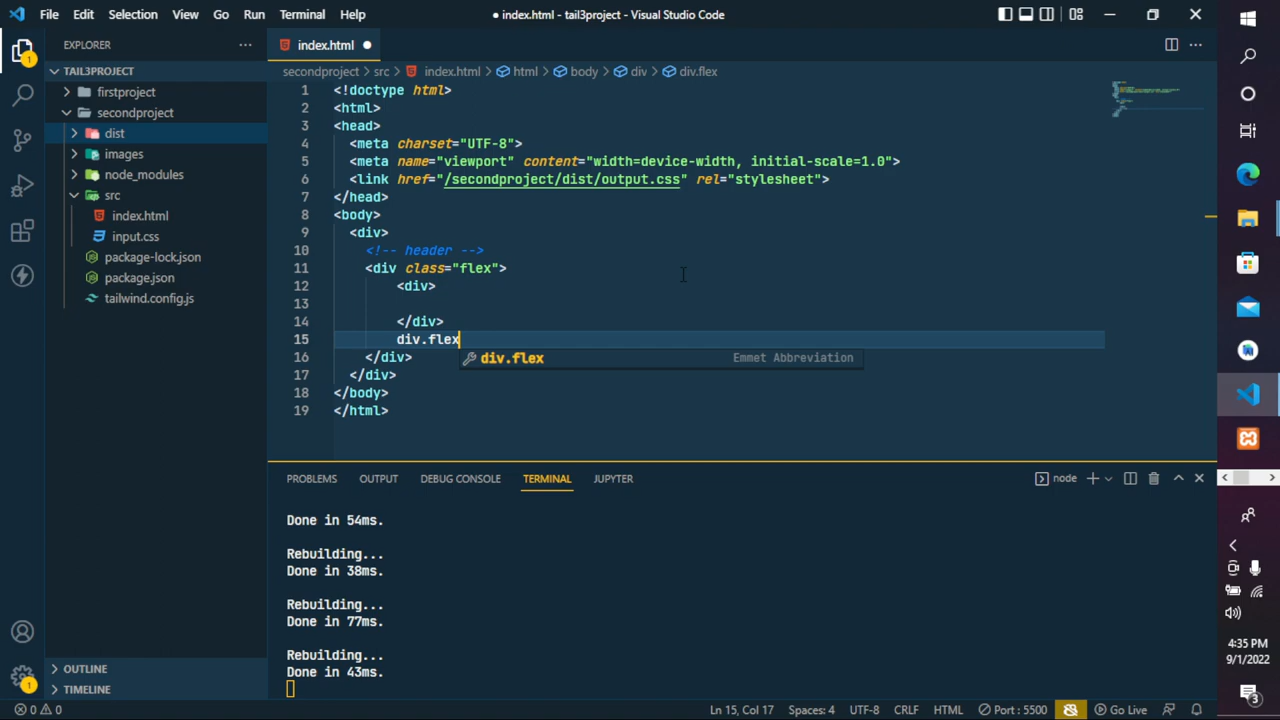 File Edit Selection View Go Run Terminal Help
● index.html - tail3project - Visual Studio Code
EXPLORER
TAIL3PROJECT
firstproject
secondproject
dist
images
node_modules
src
index.html
input.css
package-lock.json
package.json
tailwind.config.js
OUTLINE
TIMELINE
1
1
index.html ●
secondproject > src > index.html > html > body > div > div.flex
1 <!doctype html>
2 <html>
3 <head>
4 <meta charset="UTF-8">
5 <meta name="viewport" content="width=device-width, initial-scale=1.0">
6 <link href="/secondproject/dist/output.css" rel="stylesheet">
7 </head>
8 <body>
9 <div>
10 <!-- header -->
11 <div class="flex">
12 <div>
13
14 </div>
15 div.flex
div.flex Emmet Abbreviation
16 </div>
17 </div>
18 </body>
19 </html>
PROBLEMS OUTPUT DEBUG CONSOLE TERMINAL JUPYTER
node
Done in 54ms.
Rebuilding...
Done in 38ms.
Rebuilding...
Done in 77ms.
Rebuilding...
Done in 43ms.
0 0
Ln 15, Col 17 Spaces: 4 UTF-8 CRLF HTML Port : 5500 Go Live
4:35 PM
9/1/2022
3